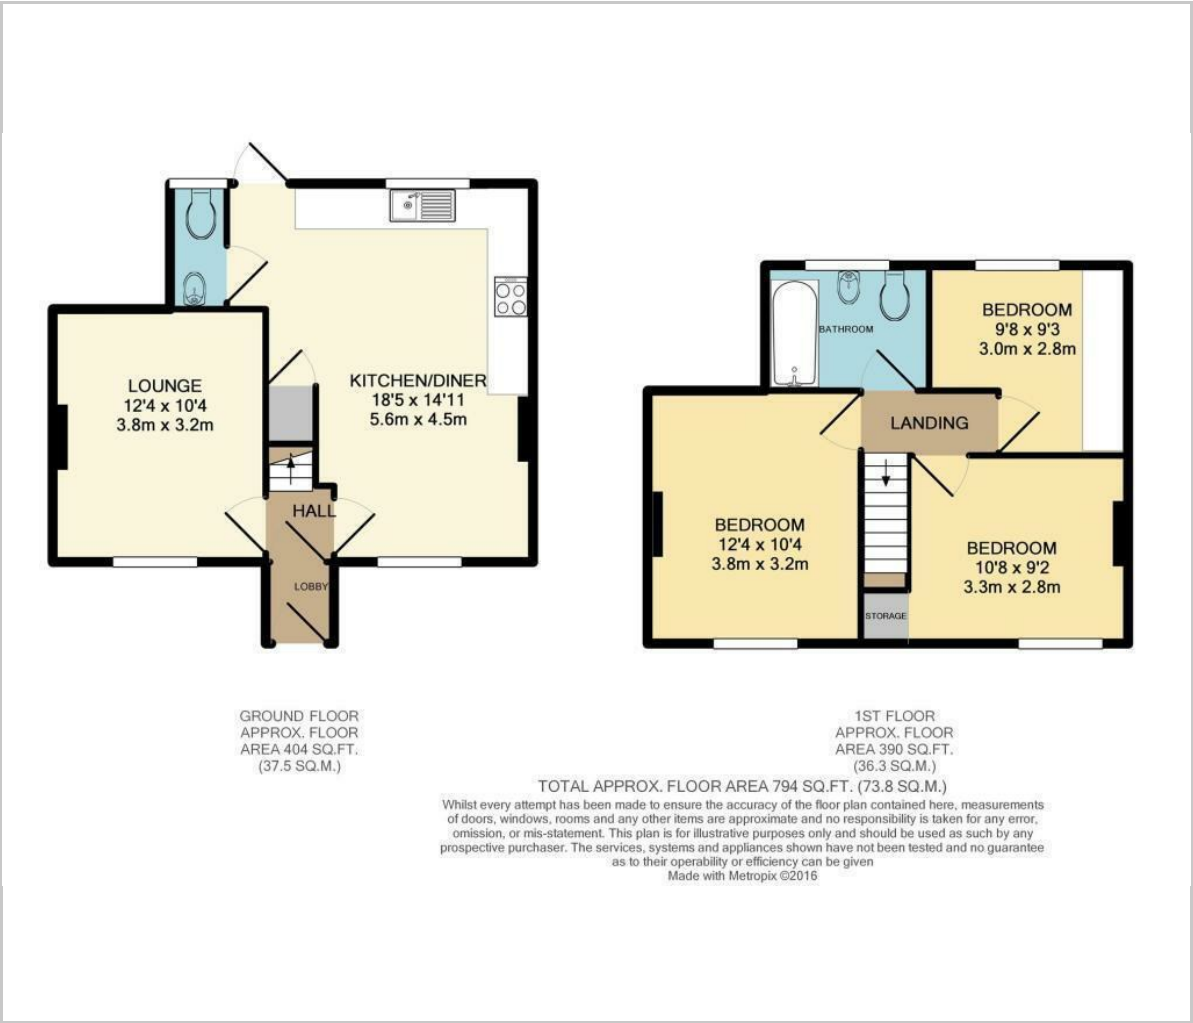 LOUNGE
12'4 x 10'4
3.8m x 3.2m
KITCHEN/DINER
18'5 x 14'11
5.6m x 4.5m
HALL
LOBBY
BATHROOM
BEDROOM
9'8 x 9'3
3.0m x 2.8m
LANDING
BEDROOM
12'4 x 10'4
3.8m x 3.2m
BEDROOM
10'8 x 9'2
3.3m x 2.8m
STORAGE
GROUND FLOOR
APPROX. FLOOR
AREA 404 SQ.FT.
(37.5 SQ.M.)
1ST FLOOR
APPROX. FLOOR
AREA 390 SQ.FT.
(36.3 SQ.M.)
TOTAL APPROX. FLOOR AREA 794 SQ.FT. (73.8 SQ.M.)
Whilst every attempt has been made to ensure the accuracy of the floor plan contained here, measurements
of doors, windows, rooms and any other items are approximate and no responsibility is taken for any error,
omission, or mis-statement. This plan is for illustrative purposes only and should be used as such by any
prospective purchaser. The services, systems and appliances shown have not been tested and no guarantee
as to their operability or efficiency can be given
Made with Metropix ©2016